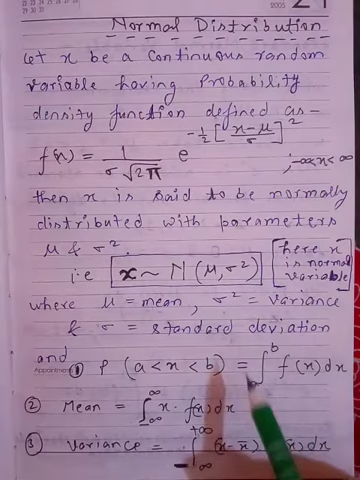 2005
Normal Distribution
Let x be a Continuous random
variable having Probability
density function defined as-
f(x) = 1/(σ√2π) e^(-1/2[(x-μ)/σ]^2) ; -∞<x<∞
then x is said to be normally
distributed with parameters
μ & σ².
i.e x ~ N(μ, σ²) [here x is normal variable]
where μ = mean, σ² = variance
& σ = standard deviation
and
Appointment
① P (a < x < b) = ∫ b f(x) dx
② Mean = ∫_{-∞}^{∞} x. f(x) dx
③ Variance = ∫_{-∞}^{+∞} (x - x̄) (x) dx